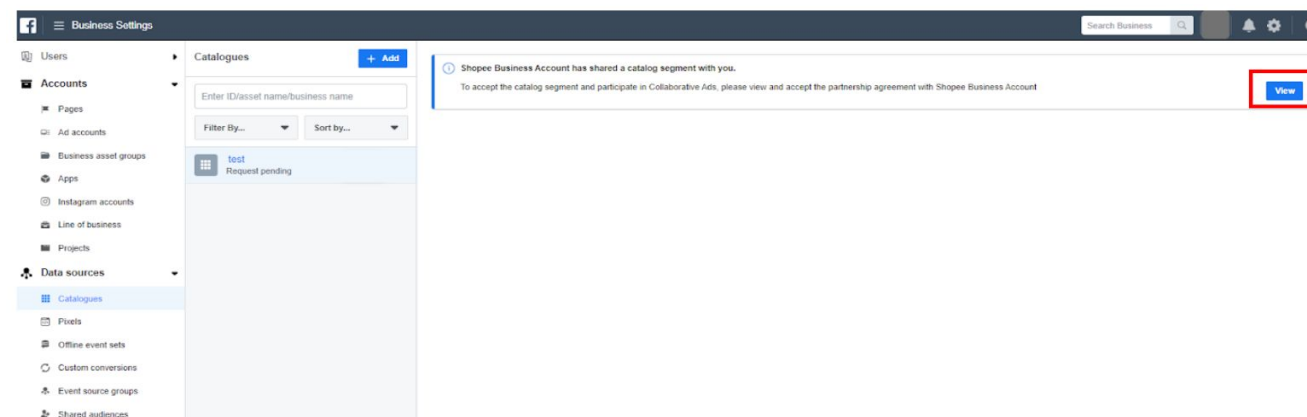 Business Settings
Search Business
Users
Accounts
Pages
Ad accounts
Business asset groups
Apps
Instagram accounts
Line of business
Projects
Data sources
Catalogues
Pixels
Offline event sets
Custom conversions
Event source groups
Shared audiences
Catalogues
+ Add
Enter ID/asset name/business name
Filter By...
Sort by...
test
Request pending
Shopee Business Account has shared a catalog segment with you.
To accept the catalog segment and participate in Collaborative Ads, please view and accept the partnership agreement with Shopee Business Account
View